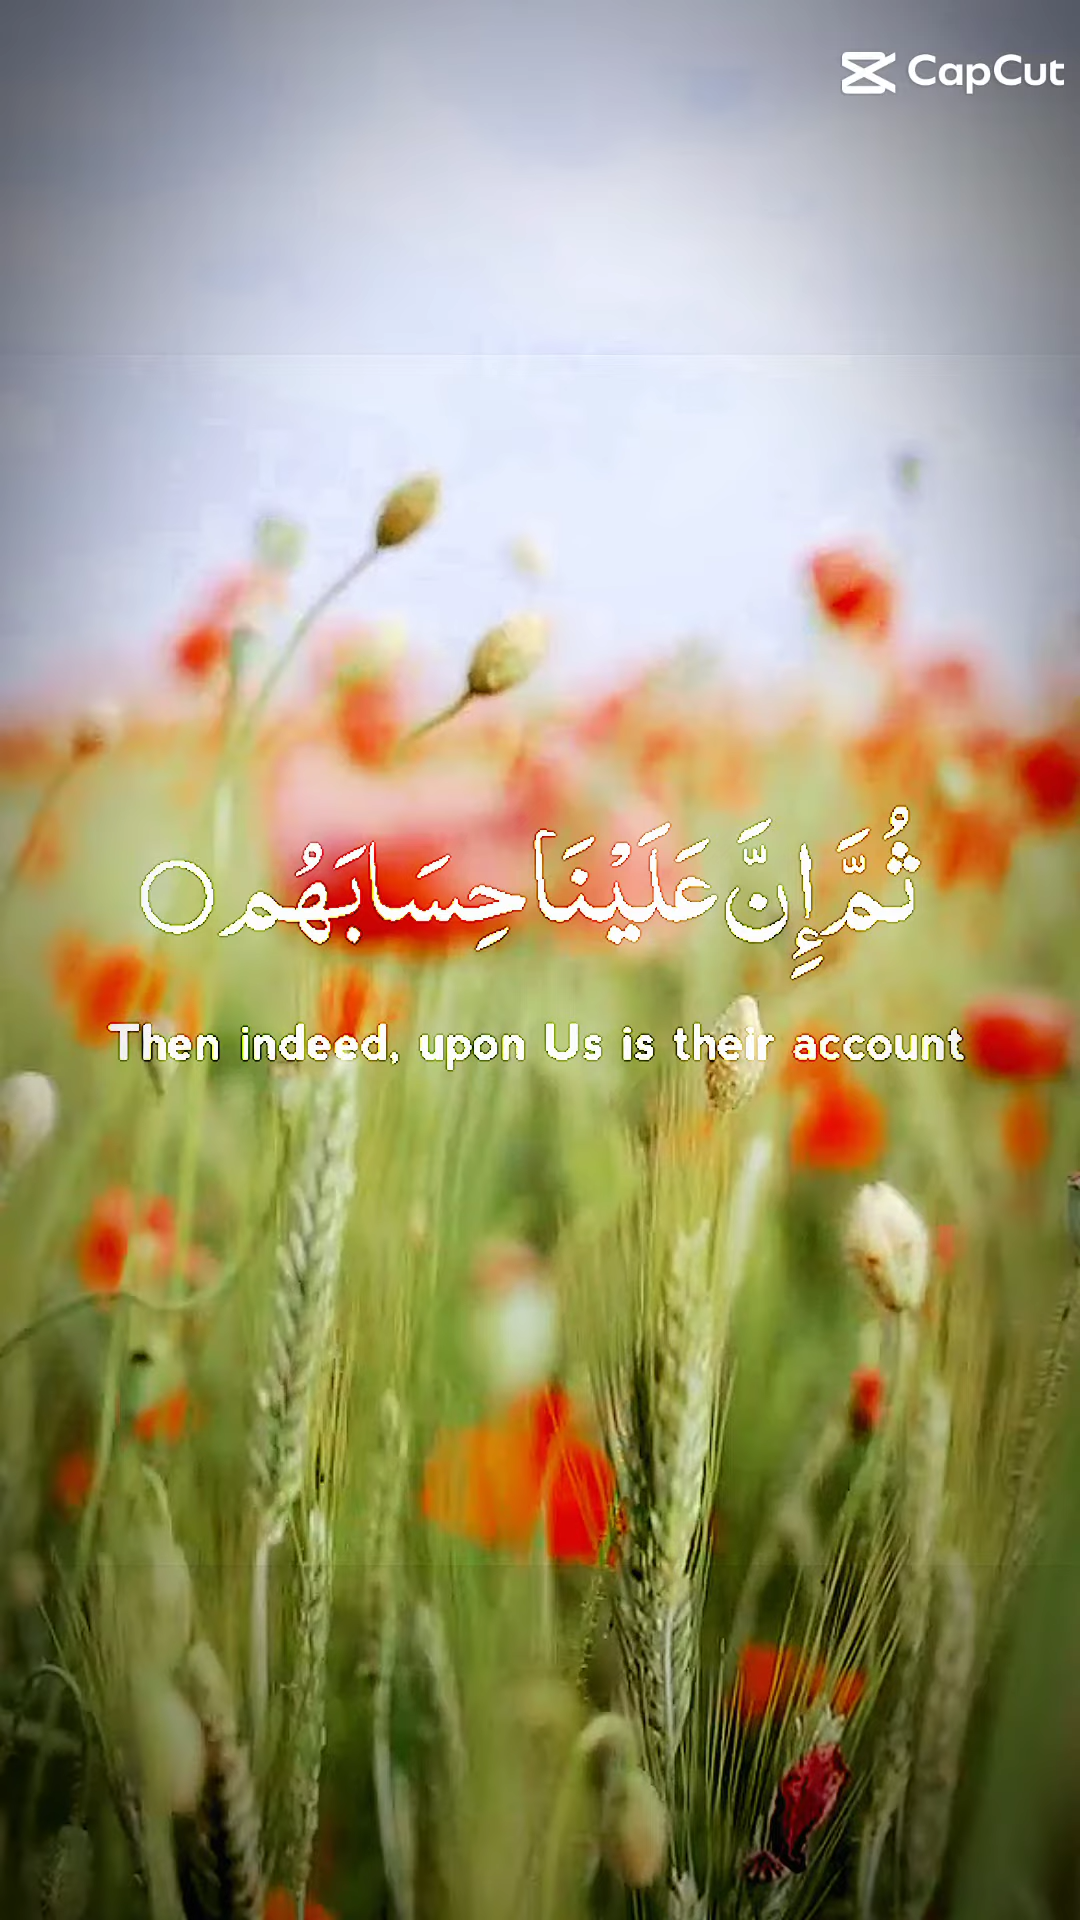 CapCut
ثُمَّ إِنَّ عَلَيْنَا حِسَابَهُم ۝
Then indeed, upon Us is their account